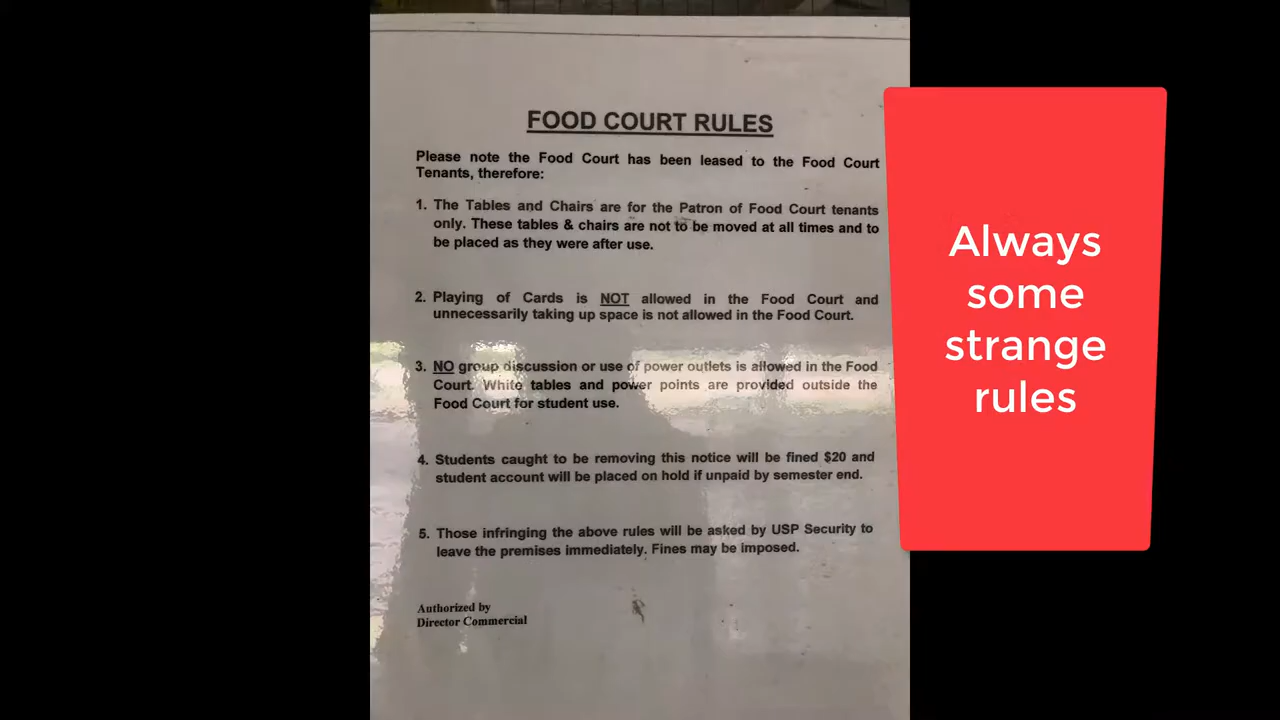 FOOD COURT RULES
Please note the Food Court has been leased to the Food Court
Tenants, therefore:
1. The Tables and Chairs are for the Patron of Food Court tenants
only. These tables & chairs are not to be moved at all times and to
be placed as they were after use.
2. Playing of Cards is NOT allowed in the Food Court and
unnecessarily taking up space is not allowed in the Food Court.
3. NO group discussion or use of power outlets is allowed in the Food
Court. White tables and power points are provided outside the
Food Court for student use.
4. Students caught to be removing this notice will be fined $20 and
student account will be placed on hold if unpaid by semester end.
5. Those infringing the above rules will be asked by USP Security to
leave the premises immediately. Fines may be imposed.
Authorized by
Director Commercial
Always
some
strange
rules